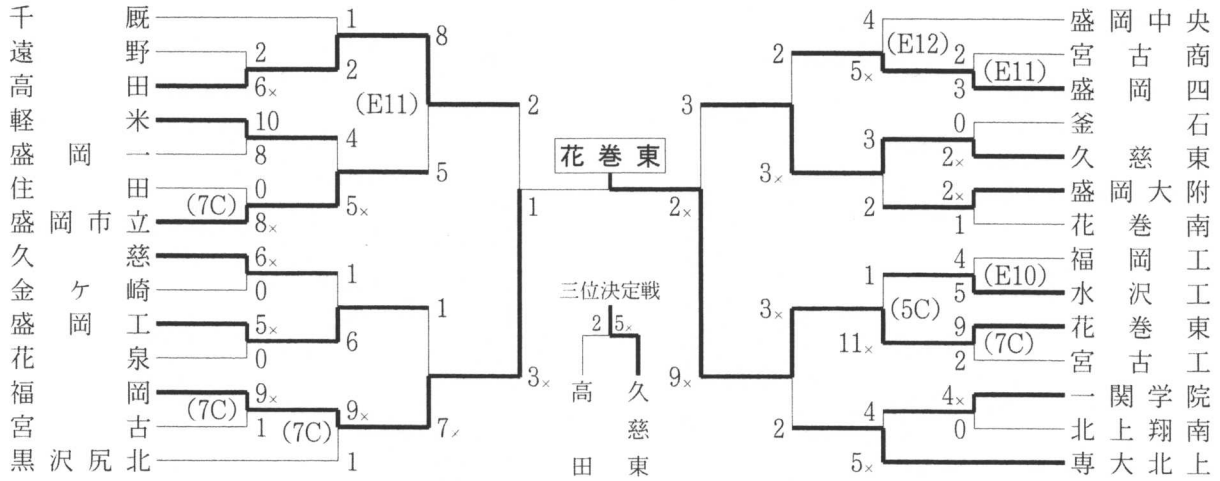 千厩
遠野
高田
軽米
盛岡一
住田
盛岡市立
久慈
金ケ崎
盛岡工
花泉
福岡
宮古
黒沢尻北
2
6×
10
8
0
(7C)
8×
6×
0
5×
0
9×
(7C)
1
1
2
4
5×
1
6
9×
(7C)
1
8
(E11)
5
1
7×
2
3×
1
花巻東
2×
三位決定戦
2
5×
高田
久慈東
3
9×
2
3×
3×
2
4
(E12)
5×
3
2
1
(5C)
11×
4
5×
2
(E11)
3
0
2×
2×
1
4
(E10)
5
9
(7C)
2
4×
0
盛岡中央
宮古商
盛岡四
釜石
久慈東
盛岡大附
花巻南
福岡工
水沢工
花巻東
宮古工
一関学院
北上翔南
専大北上